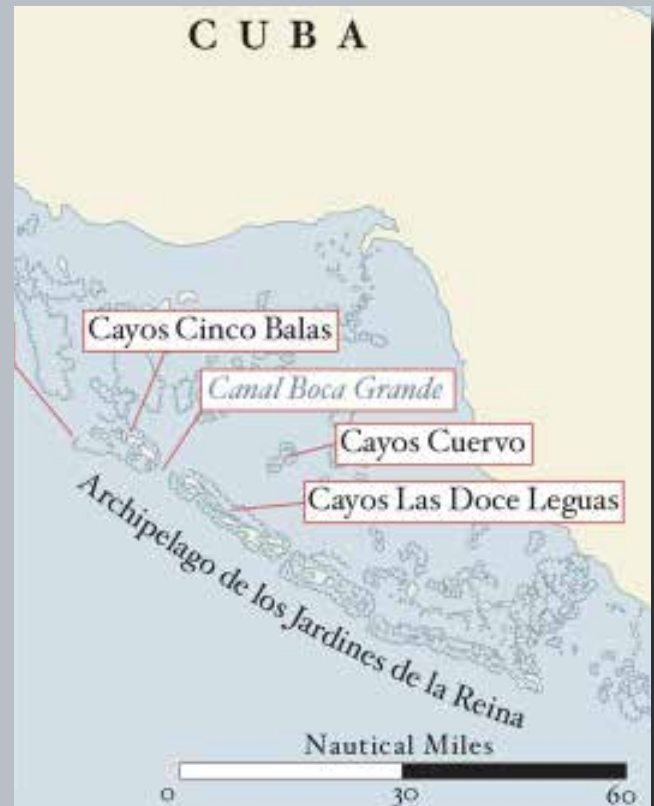 CUBA
Cayos Cinco Balas
Canal Boca Grande
Cayos Cuervo
Cayos Las Doce Leguas
Archipelago de los Jardines de la Reina
Nautical Miles
0 30 60